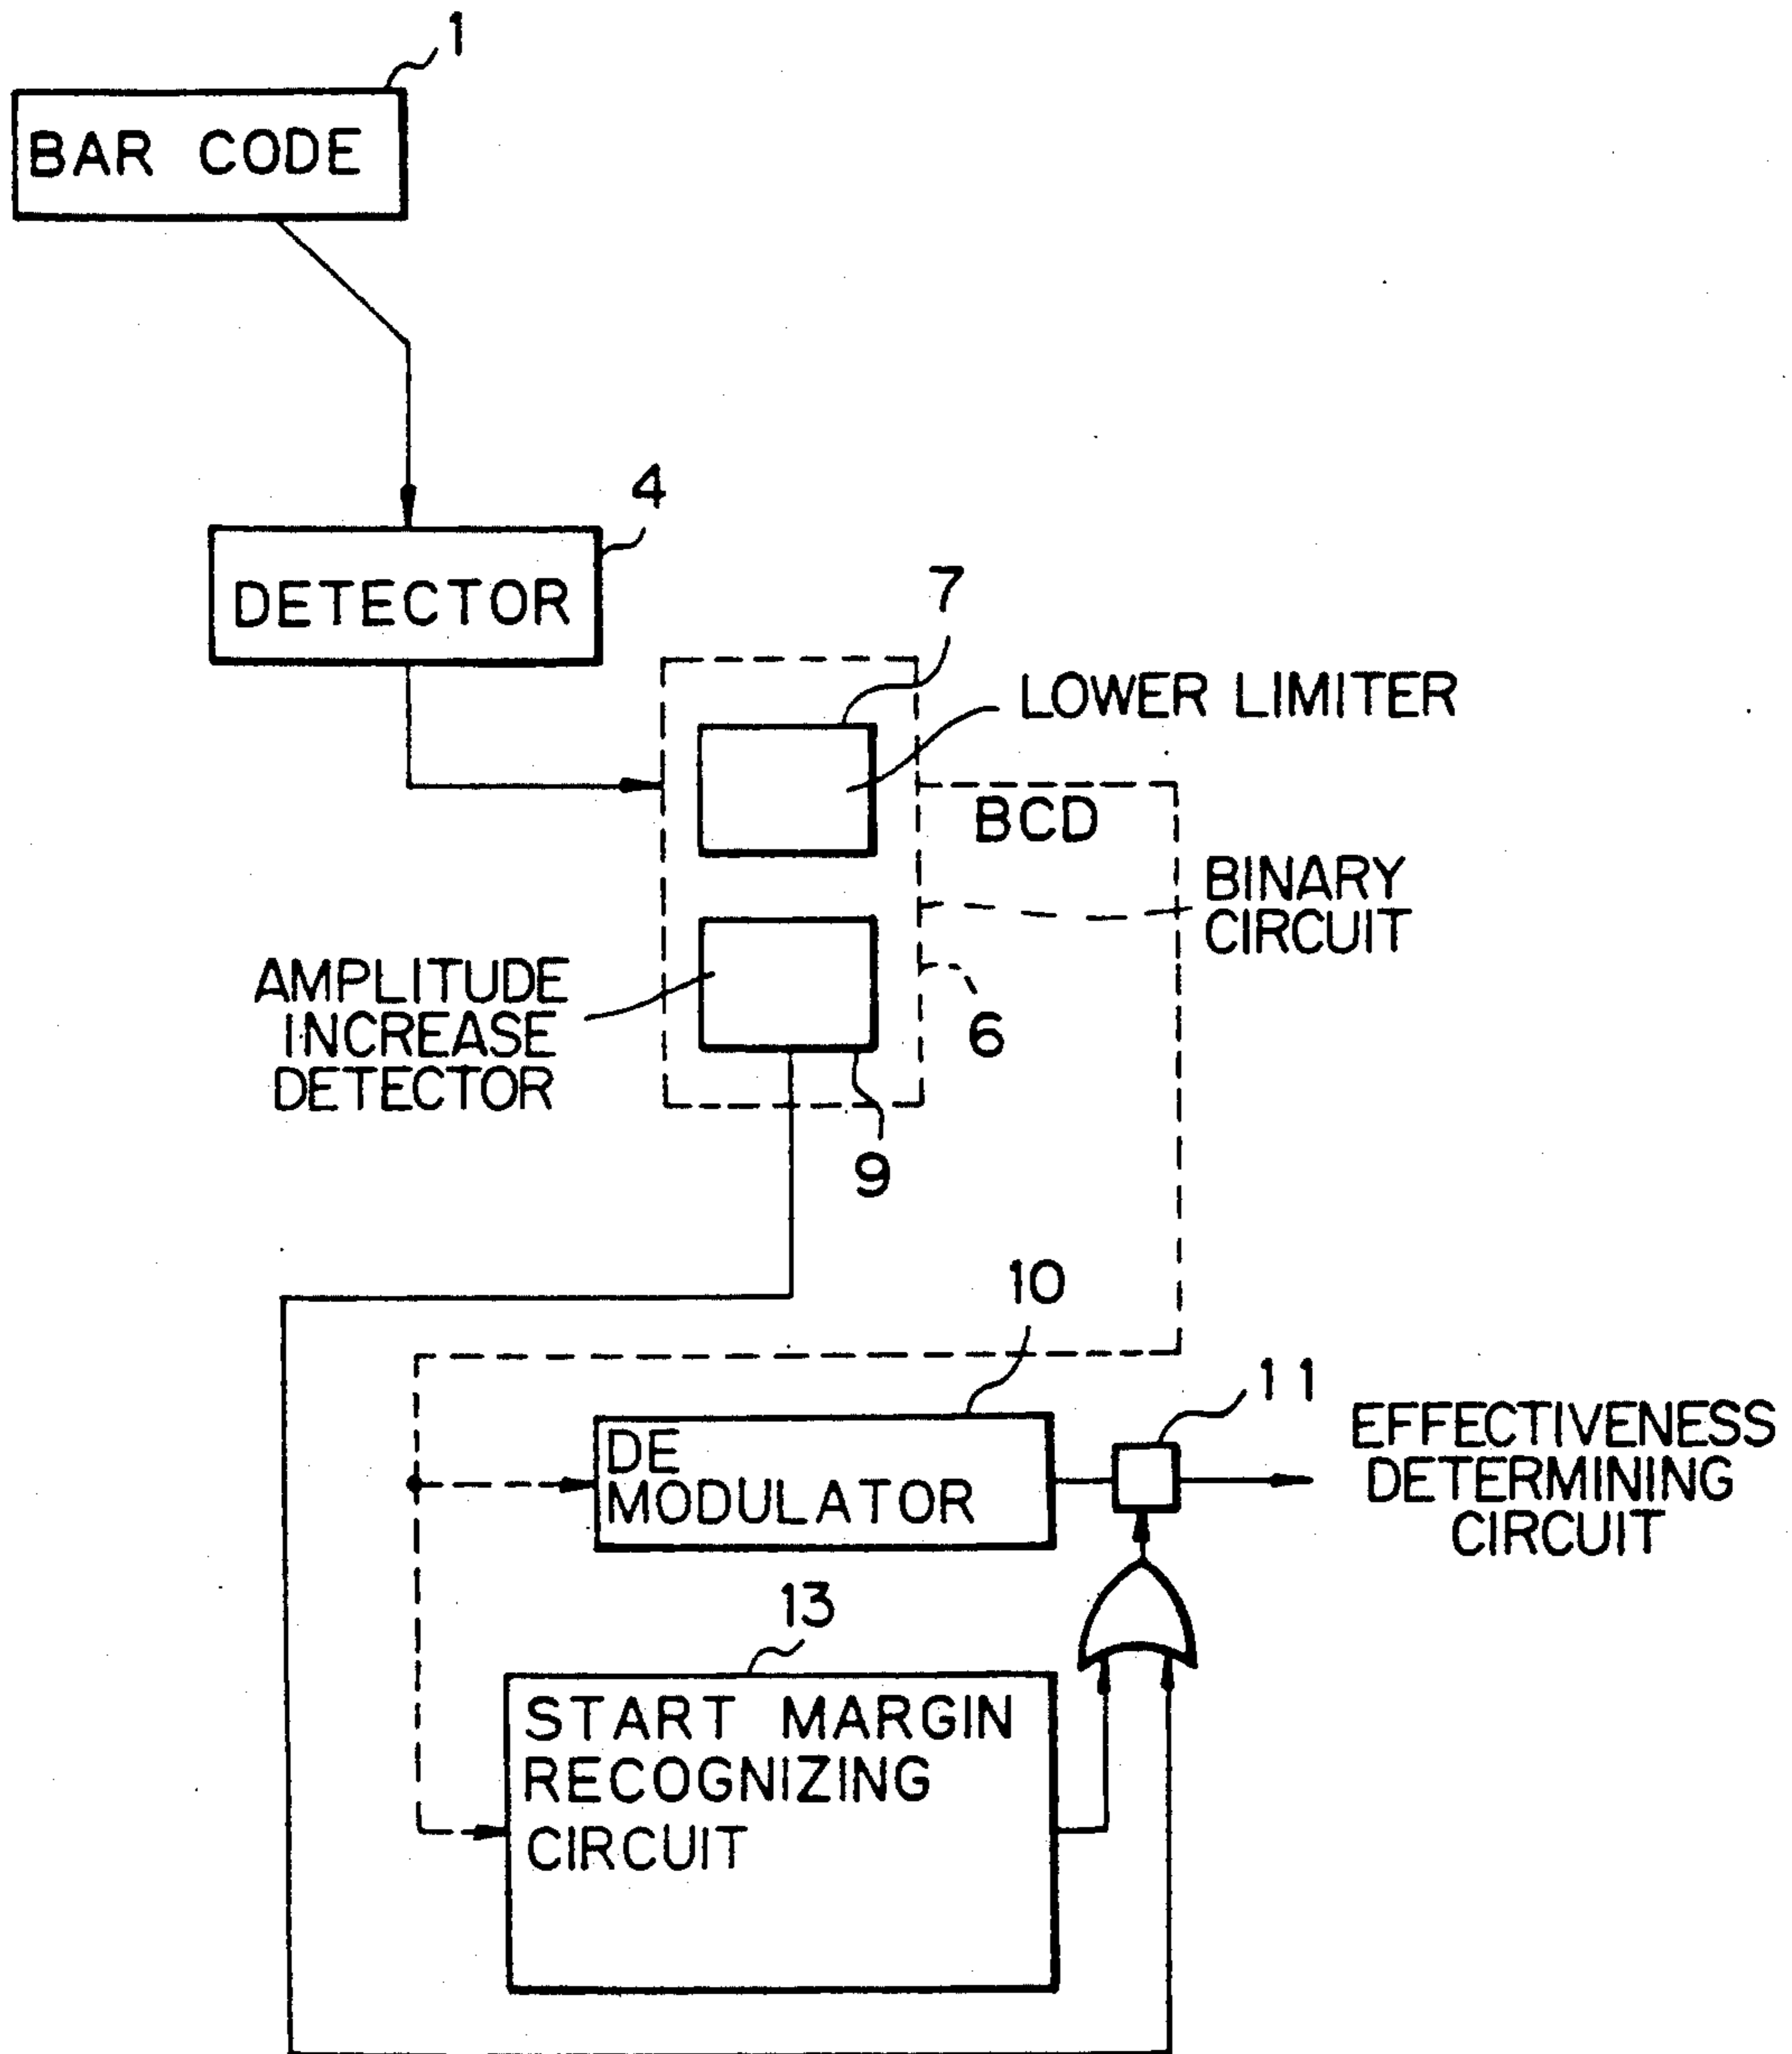 1
BAR CODE
4
DETECTOR
7
LOWER LIMITER
BCD
BINARY
CIRCUIT
AMPLITUDE
INCREASE
DETECTOR
6
9
10
11
DE
MODULATOR
EFFECTIVENESS
DETERMINING
CIRCUIT
13
START MARGIN
RECOGNIZING
CIRCUIT